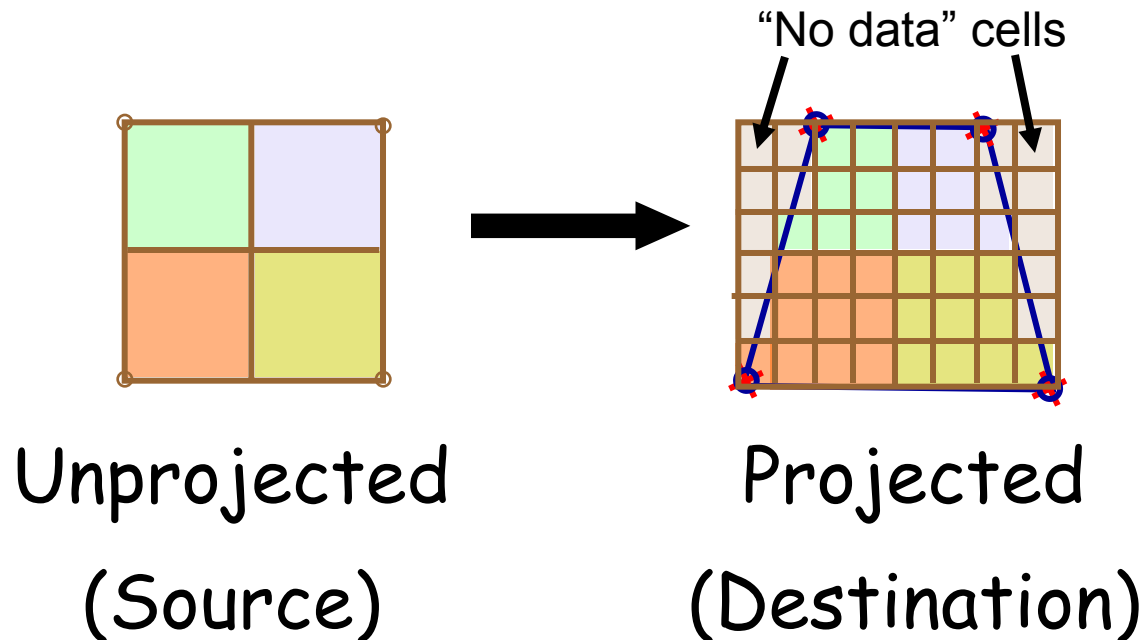 “No data” cells
Unprojected
(Source)
Projected
(Destination)